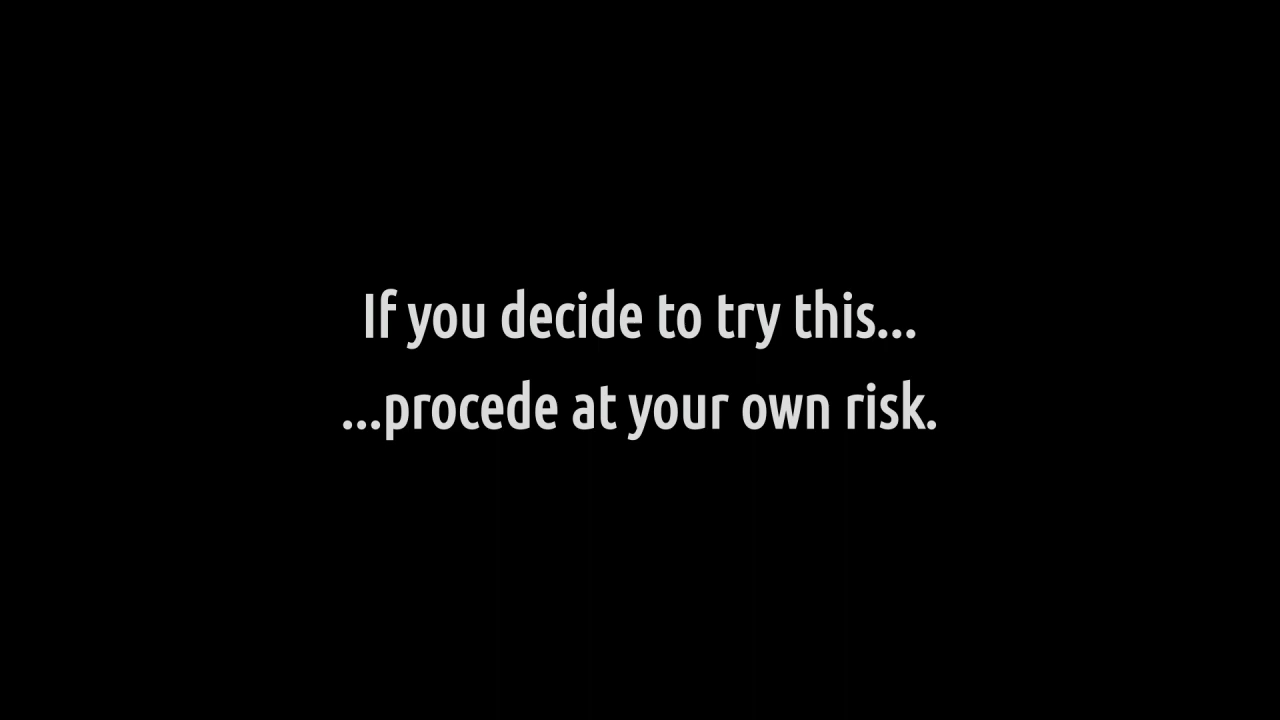 If you decide to try this...
...procede at your own risk.